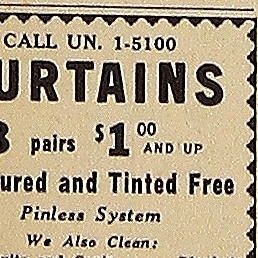 CALL UN. 1-5100
URTAINS
3 pairs $1 00 AND UP
ured and Tinted Free
Pinless System
We Also Clean: